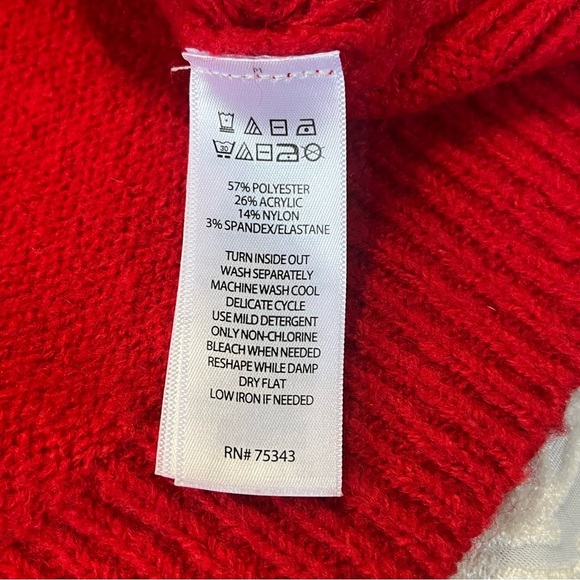 30
57% POLYESTER
26% ACRYLIC
14% NYLON
3% SPANDEX/ELASTANE
TURN INSIDE OUT
WASH SEPARATELY
MACHINE WASH COOL
DELICATE CYCLE
USE MILD DETERGENT
ONLY NON-CHLORINE
BLEACH WHEN NEEDED
RESHAPE WHILE DAMP
DRY FLAT
LOW IRON IF NEEDED
RN# 75343